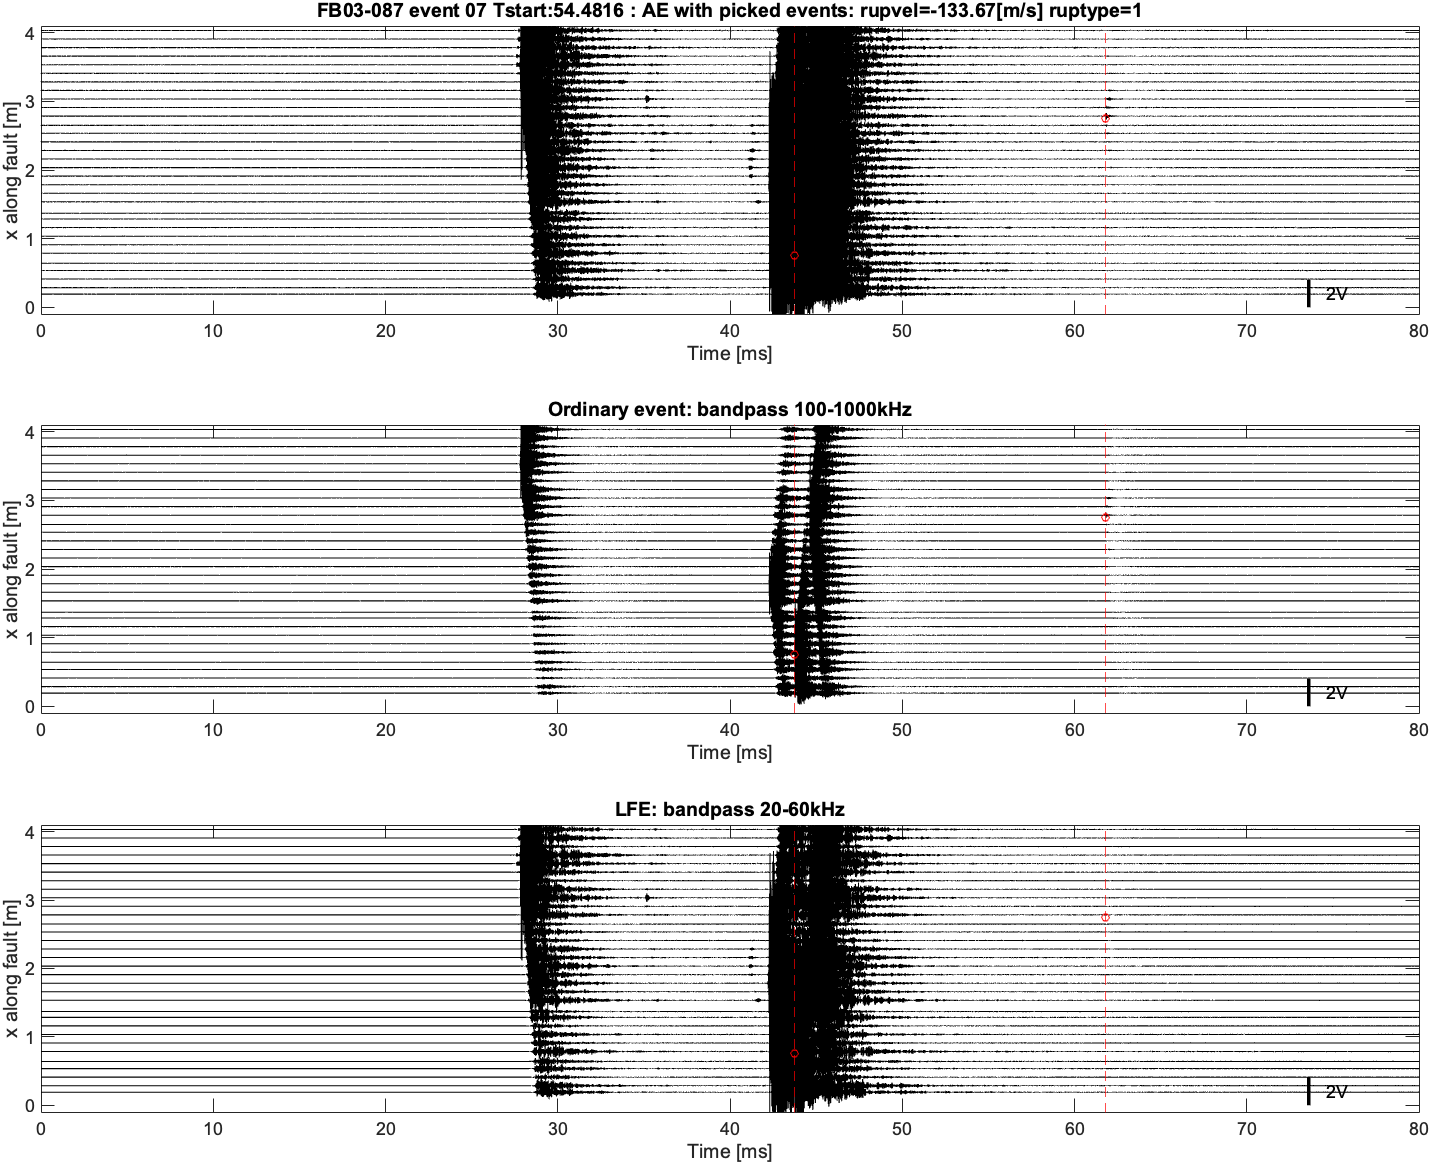 FB03-087 event 07 Tstart:54.4816 : AE with picked events: rupvel=-133.67[m/s] ruptype=1
4
3
2
1
0
x along fault [m]
2V
0 10 20 30 40 50 60 70 80
Time [ms]
Ordinary event: bandpass 100-1000kHz
4
3
2
1
0
x along fault [m]
2V
0 10 20 30 40 50 60 70 80
Time [ms]
LFE: bandpass 20-60kHz
4
3
2
1
0
x along fault [m]
2V
0 10 20 30 40 50 60 70 80
Time [ms]